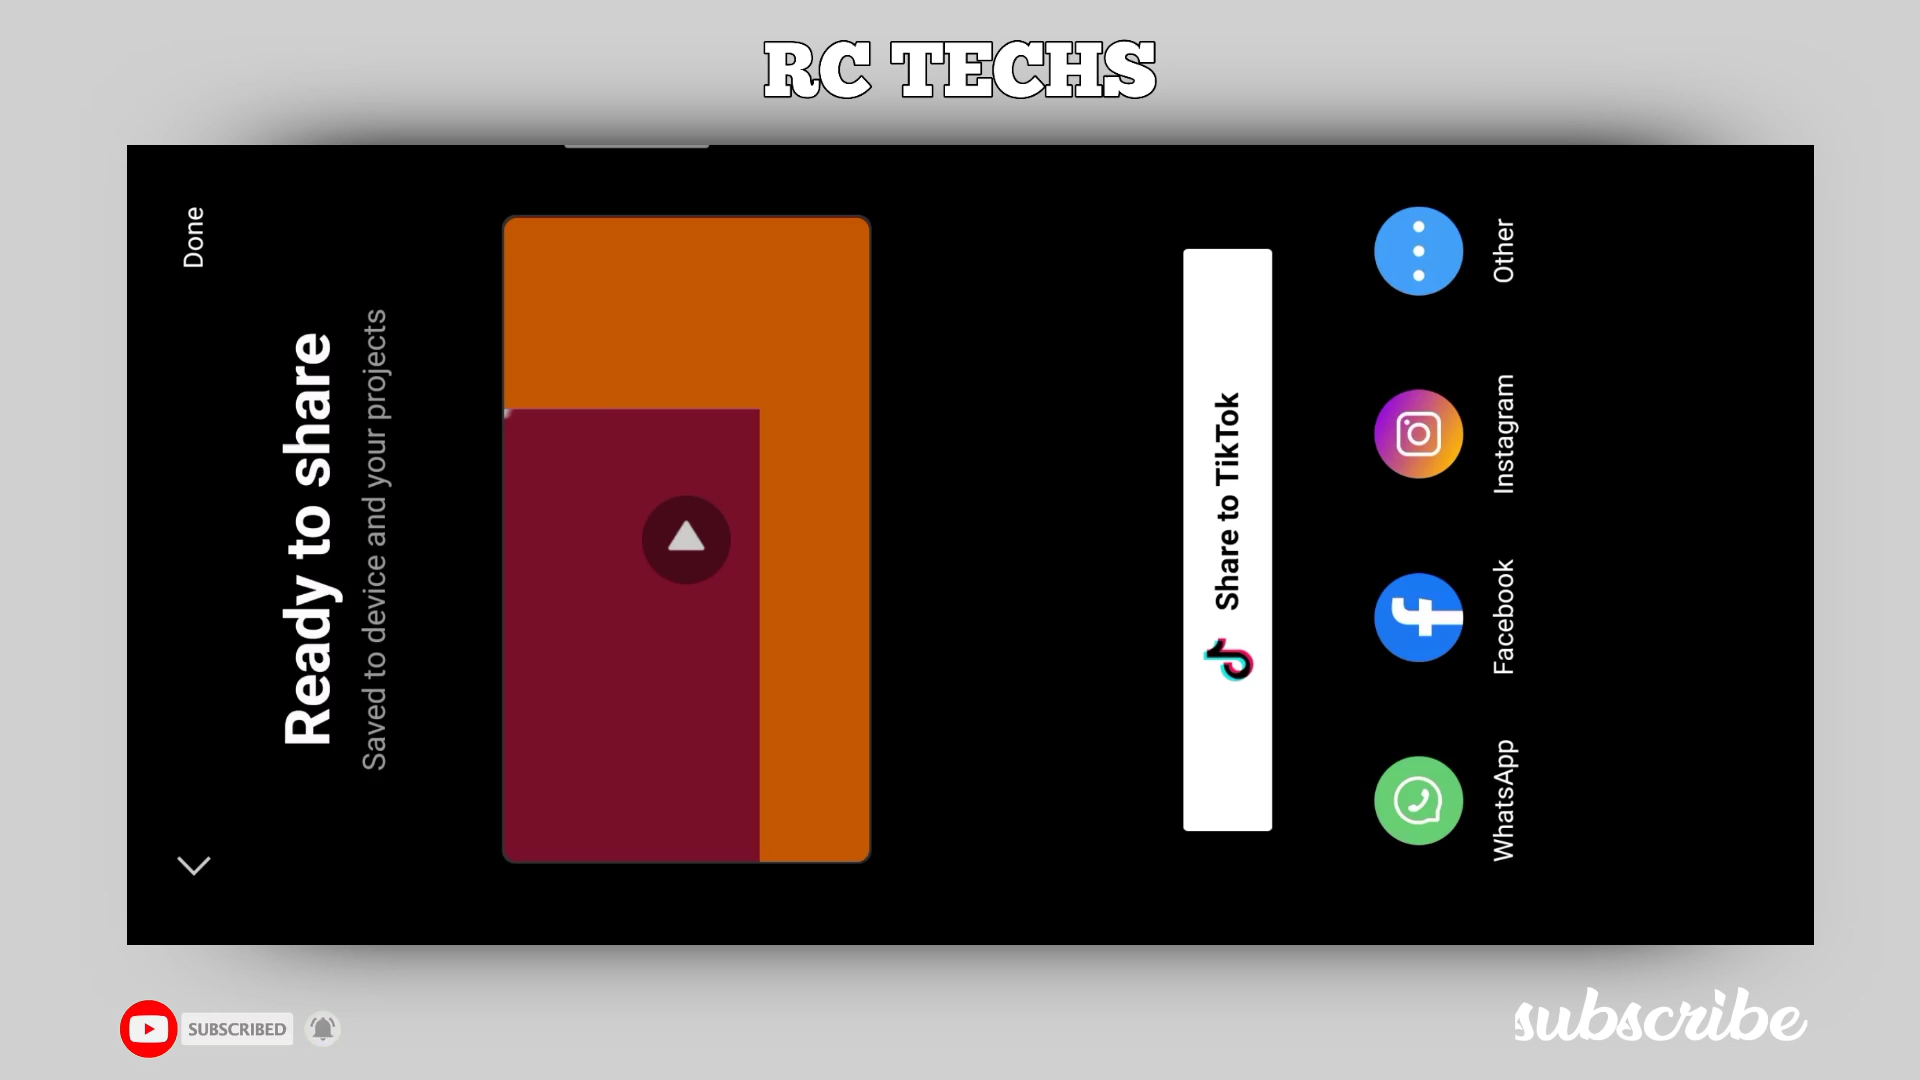 RC TECHS
Done
Ready to share
Saved to device and your projects
Share to TikTok
WhatsApp
Facebook
Instagram
Other
SUBSCRIBED
subscribe